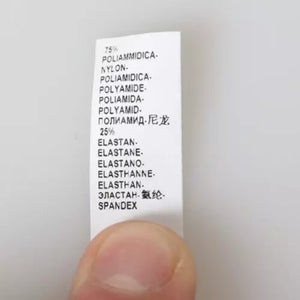 75%
POLIAMMIDICA-
NYLON-
POLIAMIDICA-
POLYAMIDE-
POLIAMIDA-
POLYAMID-
ПОЛИАМИД-尼龙
25%
ELASTAN-
ELASTANE-
ELASTANO-
ELASTHANNE-
ELASTHAN-
ЭЛАСТАН-氨纶-
SPANDEX